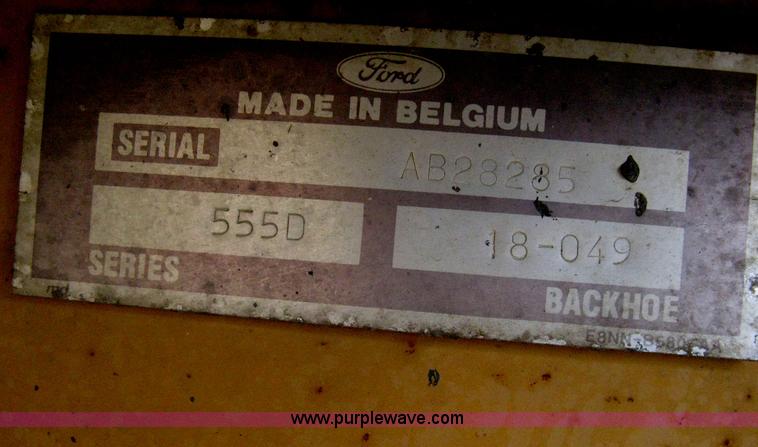 Ford
MADE IN BELGIUM
SERIAL AB28285
555D 18-049
SERIES BACKHOE
www.purplewave.com